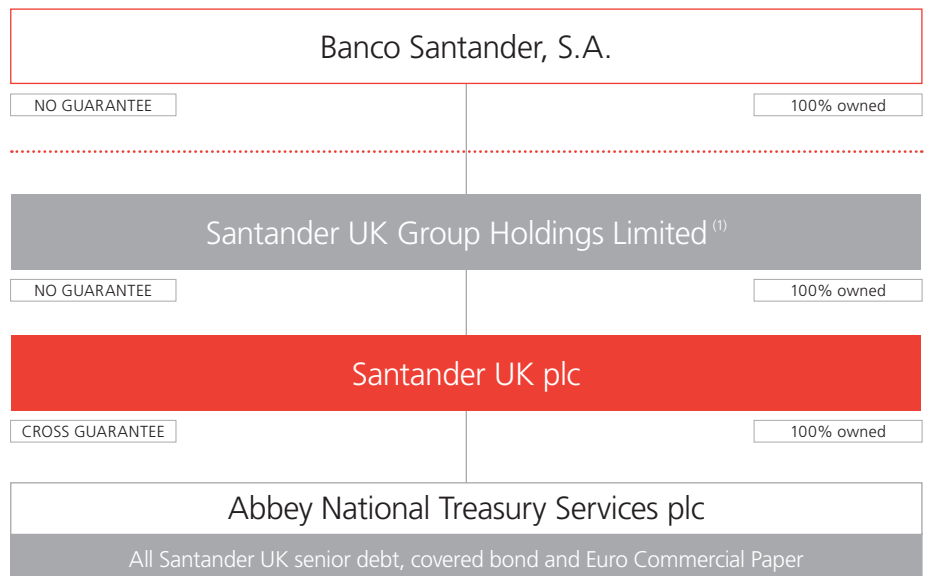 Banco Santander, S.A.
NO GUARANTEE
100% owned
Santander UK Group Holdings Limited (1)
NO GUARANTEE
100% owned
Santander UK plc
CROSS GUARANTEE
100% owned
Abbey National Treasury Services plc
All Santander UK senior debt, covered bond and Euro Commercial Paper